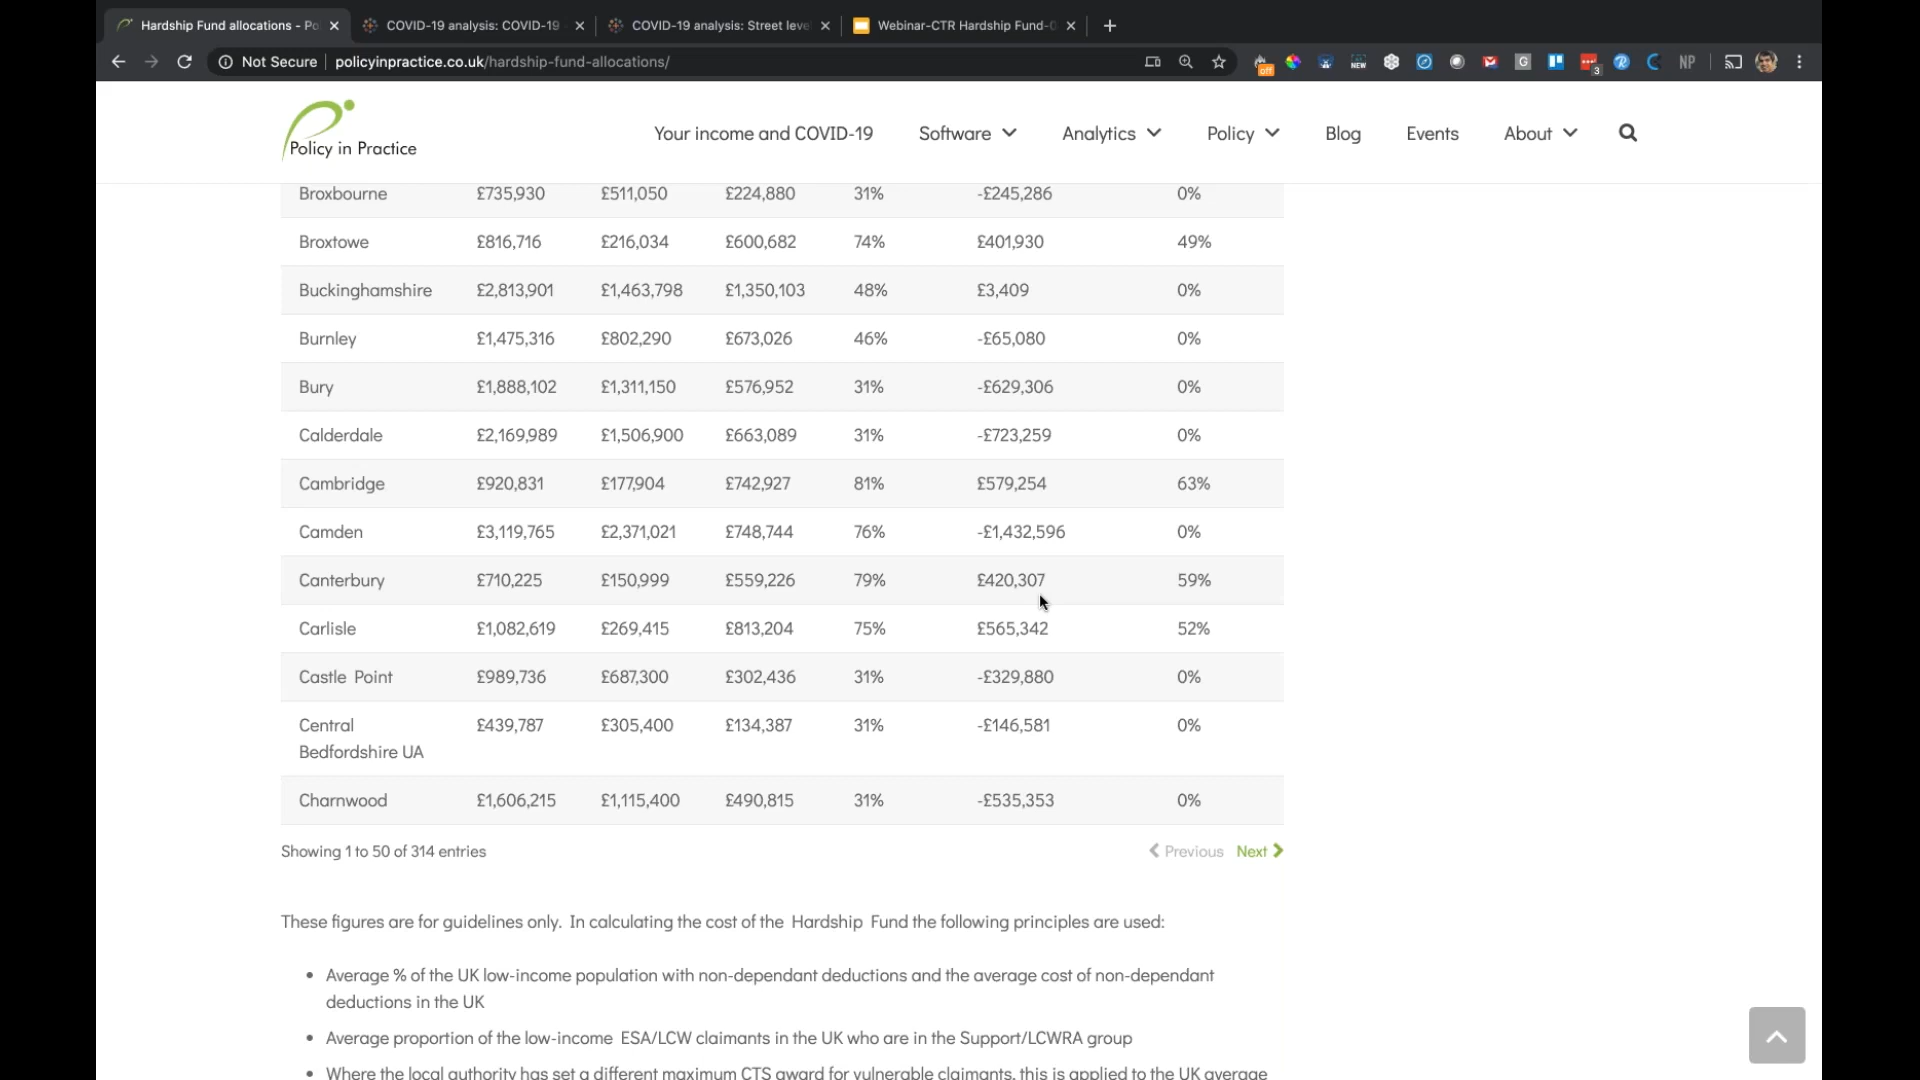 Hardship Fund allocations - Po
COVID-19 analysis: COVID-19
COVID-19 analysis: Street leve
Webinar-CTR Hardship Fund-0
Not Secure policyinpractice.co.uk/hardship-fund-allocations/
off
NEW
G
3
R
C
NP
Policy in Practice
Your income and COVID-19 Software Analytics Policy Blog Events About
Broxbourne £735,930 £511,050 £224,880 31% -£245,286 0%
Broxtowe £816,716 £216,034 £600,682 74% £401,930 49%
Buckinghamshire £2,813,901 £1,463,798 £1,350,103 48% £3,409 0%
Burnley £1,475,316 £802,290 £673,026 46% -£65,080 0%
Bury £1,888,102 £1,311,150 £576,952 31% -£629,306 0%
Calderdale £2,169,989 £1,506,900 £663,089 31% -£723,259 0%
Cambridge £920,831 £177,904 £742,927 81% £579,254 63%
Camden £3,119,765 £2,371,021 £748,744 76% -£1,432,596 0%
Canterbury £710,225 £150,999 £559,226 79% £420,307 59%
Carlisle £1,082,619 £269,415 £813,204 75% £565,342 52%
Castle Point £989,736 £687,300 £302,436 31% -£329,880 0%
Central £439,787 £305,400 £134,387 31% -£146,581 0%
Bedfordshire UA
Charnwood £1,606,215 £1,115,400 £490,815 31% -£535,353 0%
Showing 1 to 50 of 314 entries
Previous Next
These figures are for guidelines only. In calculating the cost of the Hardship Fund the following principles are used:
• Average % of the UK low-income population with non-dependant deductions and the average cost of non-dependant
deductions in the UK
• Average proportion of the low-income ESA/LCW claimants in the UK who are in the Support/LCWRA group
• Where the local authority has set a different maximum CTS award for vulnerable claimants, this is applied to the UK average